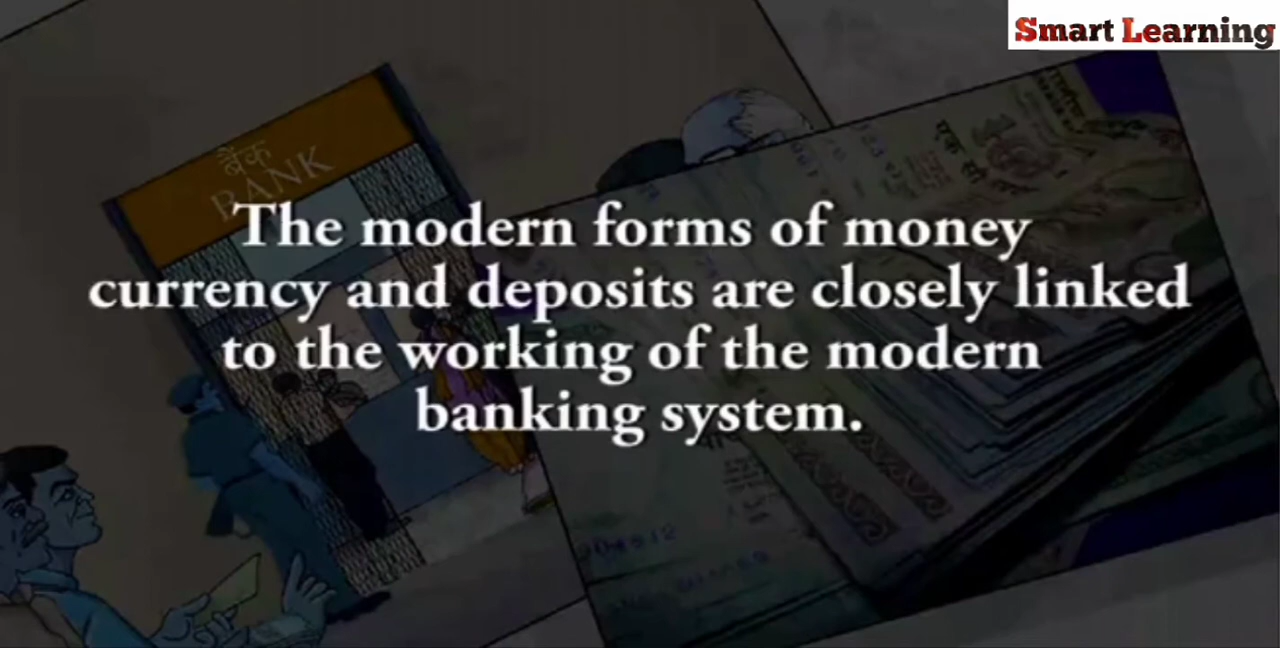 Smart Learning
बैंक
BANK
The modern forms of money
currency and deposits are closely linked
to the working of the modern
banking system.